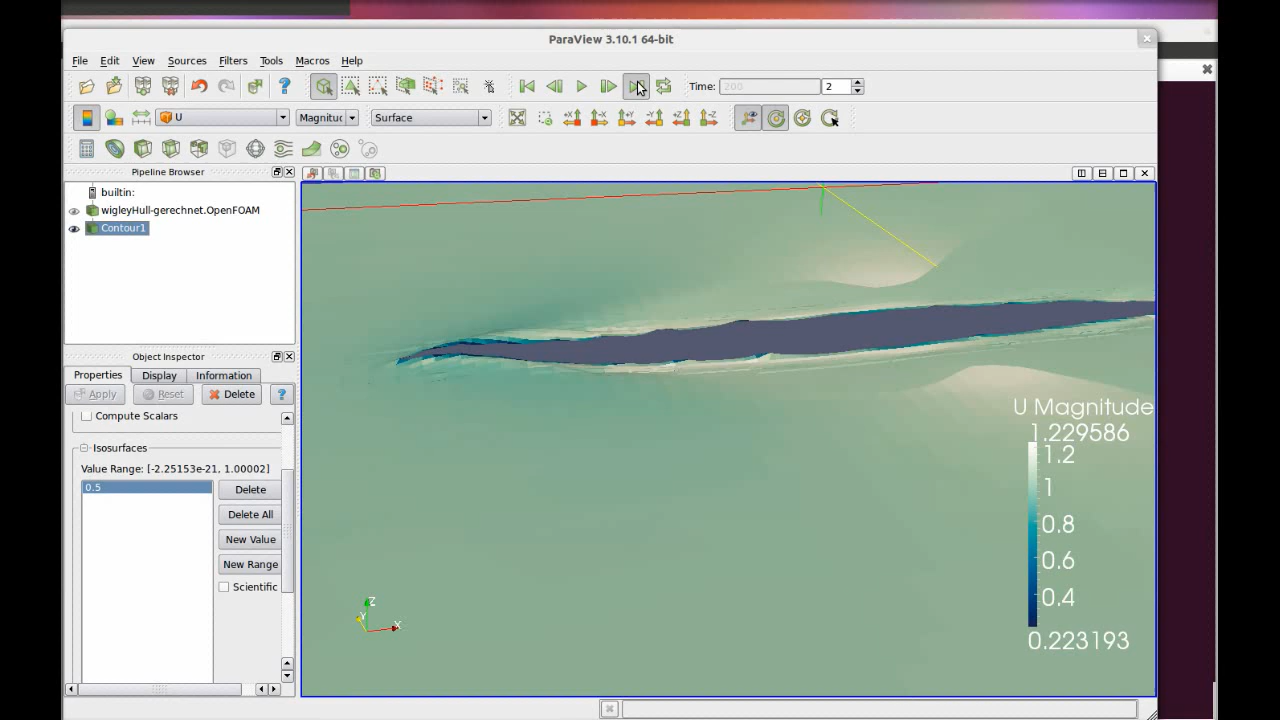 ParaView 3.10.1 64-bit
File Edit View Sources Filters Tools Macros Help
Time: 200 2
U Magnitud Surface
+X -X +Y -Y +Z -Z
Pipeline Browser
builtin:
wigleyHull-gerechnet.OpenFOAM
Contour1
Object Inspector
Properties Display Information
Apply Reset Delete ?
Compute Scalars
Isosurfaces
Value Range: [-2.25153e-21, 1.00002]
0.5
Delete
Delete All
New Value
New Range
Scientific
U Magnitude
1.229586
1.2
1
0.8
0.6
0.4
0.223193
Z
Y
X